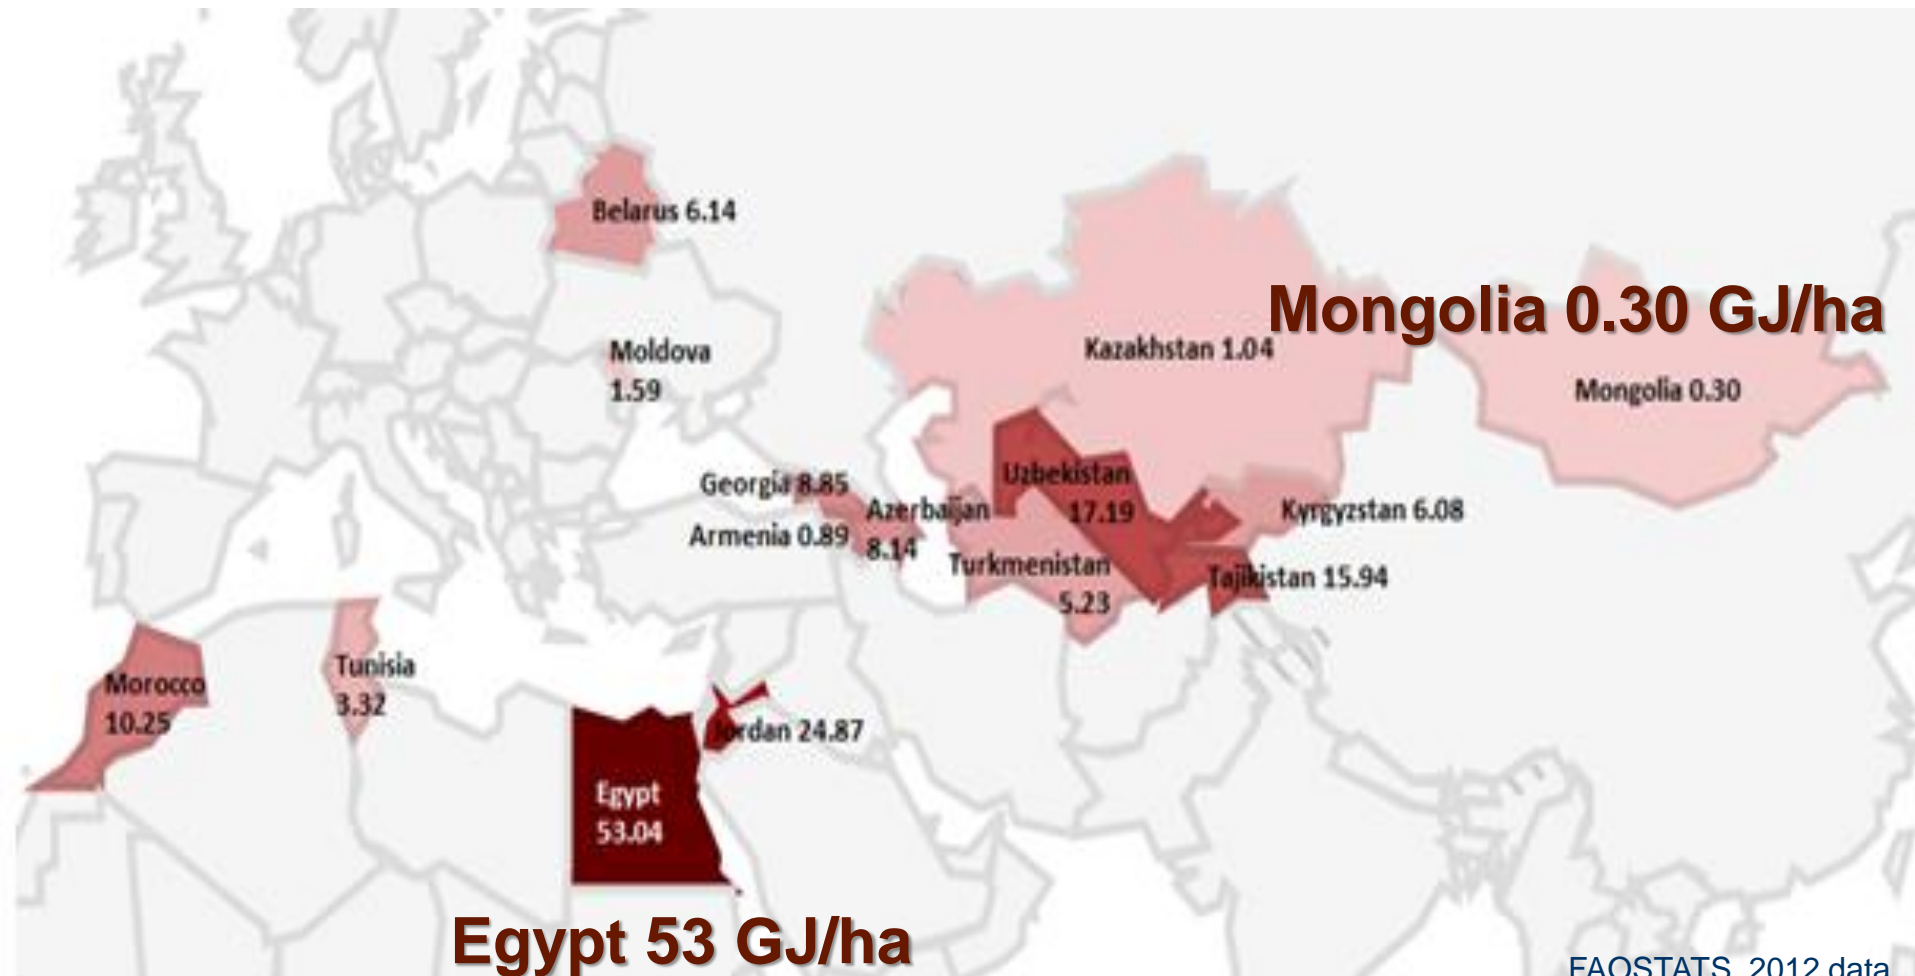 Belarus 6.14
Mongolia 0.30 GJ/ha
Moldova
1.59
Kazakhstan 1.04
Mongolia 0.30
Georgia 8.85
Armenia 0.89
Azerbaijan
8.14
Uzbekistan
17.19
Kyrgyzstan 6.08
Turkmenistan
5.23
Tajikistan 15.94
Morocco
10.25
Tunisia
3.32
Jordan 24.87
Egypt
53.04
Egypt 53 GJ/ha
FAOSTATS, 2012 data